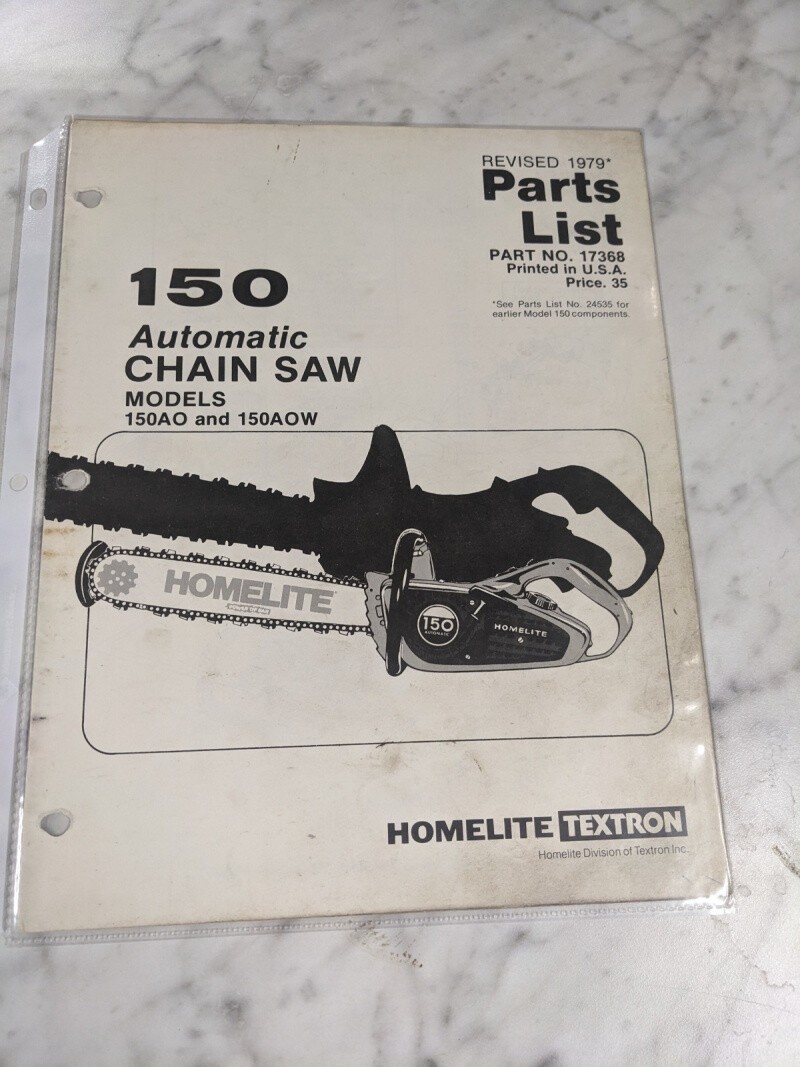 REVISED 1979*
Parts
List
PART NO. 17368
Printed in U.S.A.
Price. 35
*See Parts List No. 24535 for
earlier Model 150 components.
150
Automatic
CHAIN SAW
MODELS
150AO and 150AOW
HOMELITE
150
AUTOMATIC
HOMELITE
HOMELITE TEXTRON
Homelite Division of Textron Inc.